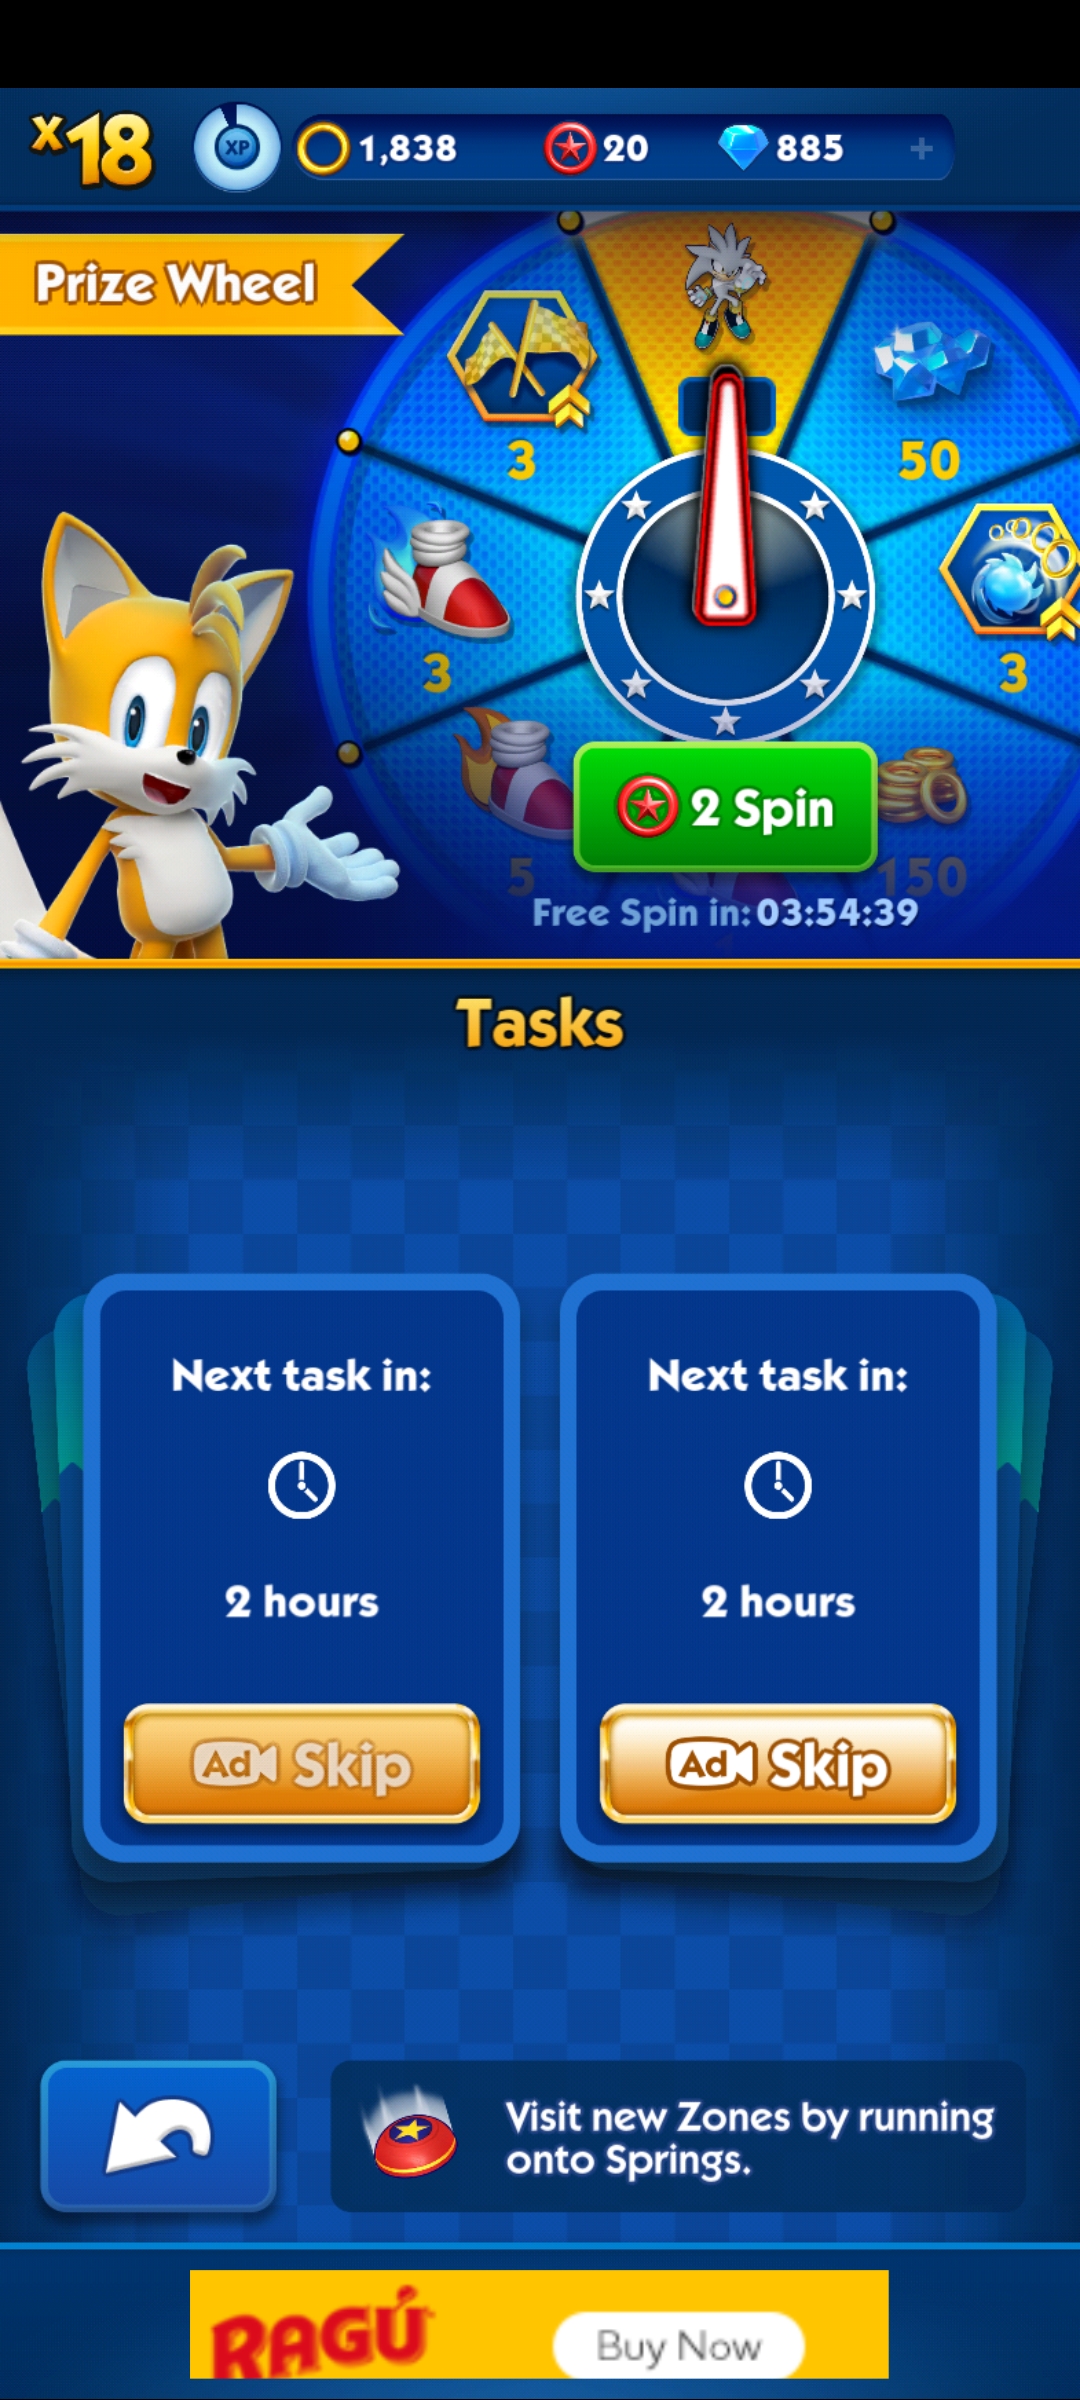 x18
XP
1,838
20
885
+
Prize Wheel
3
50
3
3
2 Spin
5
150
Free Spin in: 03:54:39
Tasks
Next task in:
2 hours
Ad Skip
Next task in:
2 hours
Ad Skip
Visit new Zones by running
onto Springs.
RAGÚ
Buy Now